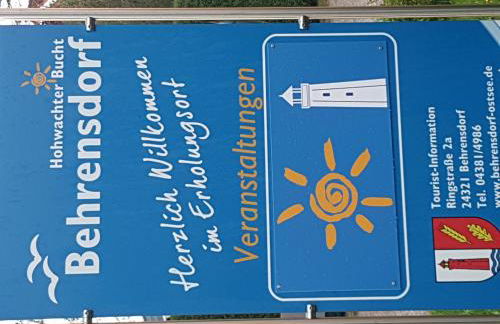 Hohwachter Bucht
Behrensdorf
Herzlich Willkommen
im Erholungsort
Veranstaltungen
Tourist-Information
Ringstraße 2a
24321 Behrensdorf
Tel. 04381/4986
www.behrensdorf-ostsee.de